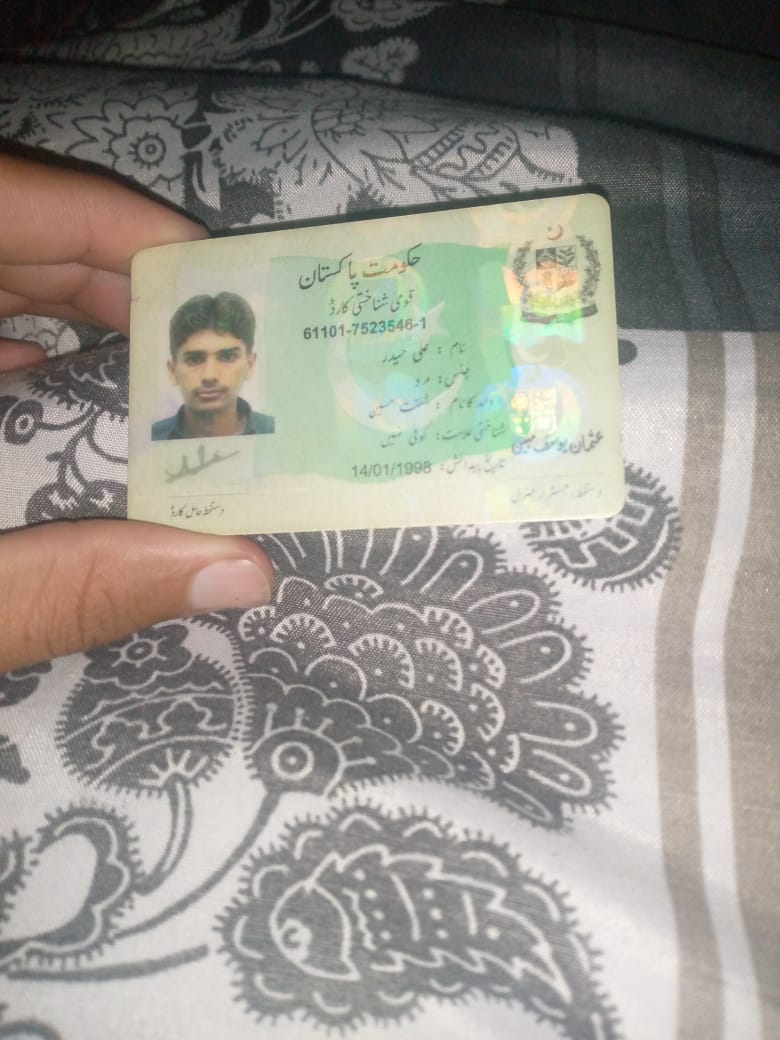 حکومت پاکستان
قومی شناختی کارڈ
61101-7523546-1
نام : علی حیدر
جنس: مرد
والد کا نام : شفقت حسین
شناختی علامت: کوئی نہیں
تاریخ پیدائش: 14/01/1998
عثمان یوسف مبین
دستخط رجسٹرار جنرل
دستخط حامل کارڈ